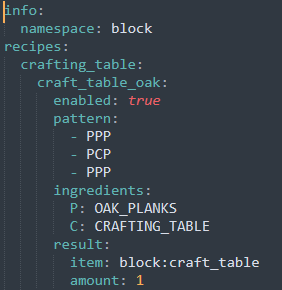 info:
  namespace: block
recipes:
  crafting_table:
    craft_table_oak:
      enabled: true
      pattern:
        - PPP
        - PCP
        - PPP
      ingredients:
        P: OAK_PLANKS
        C: CRAFTING_TABLE
      result:
        item: block:craft_table
        amount: 1